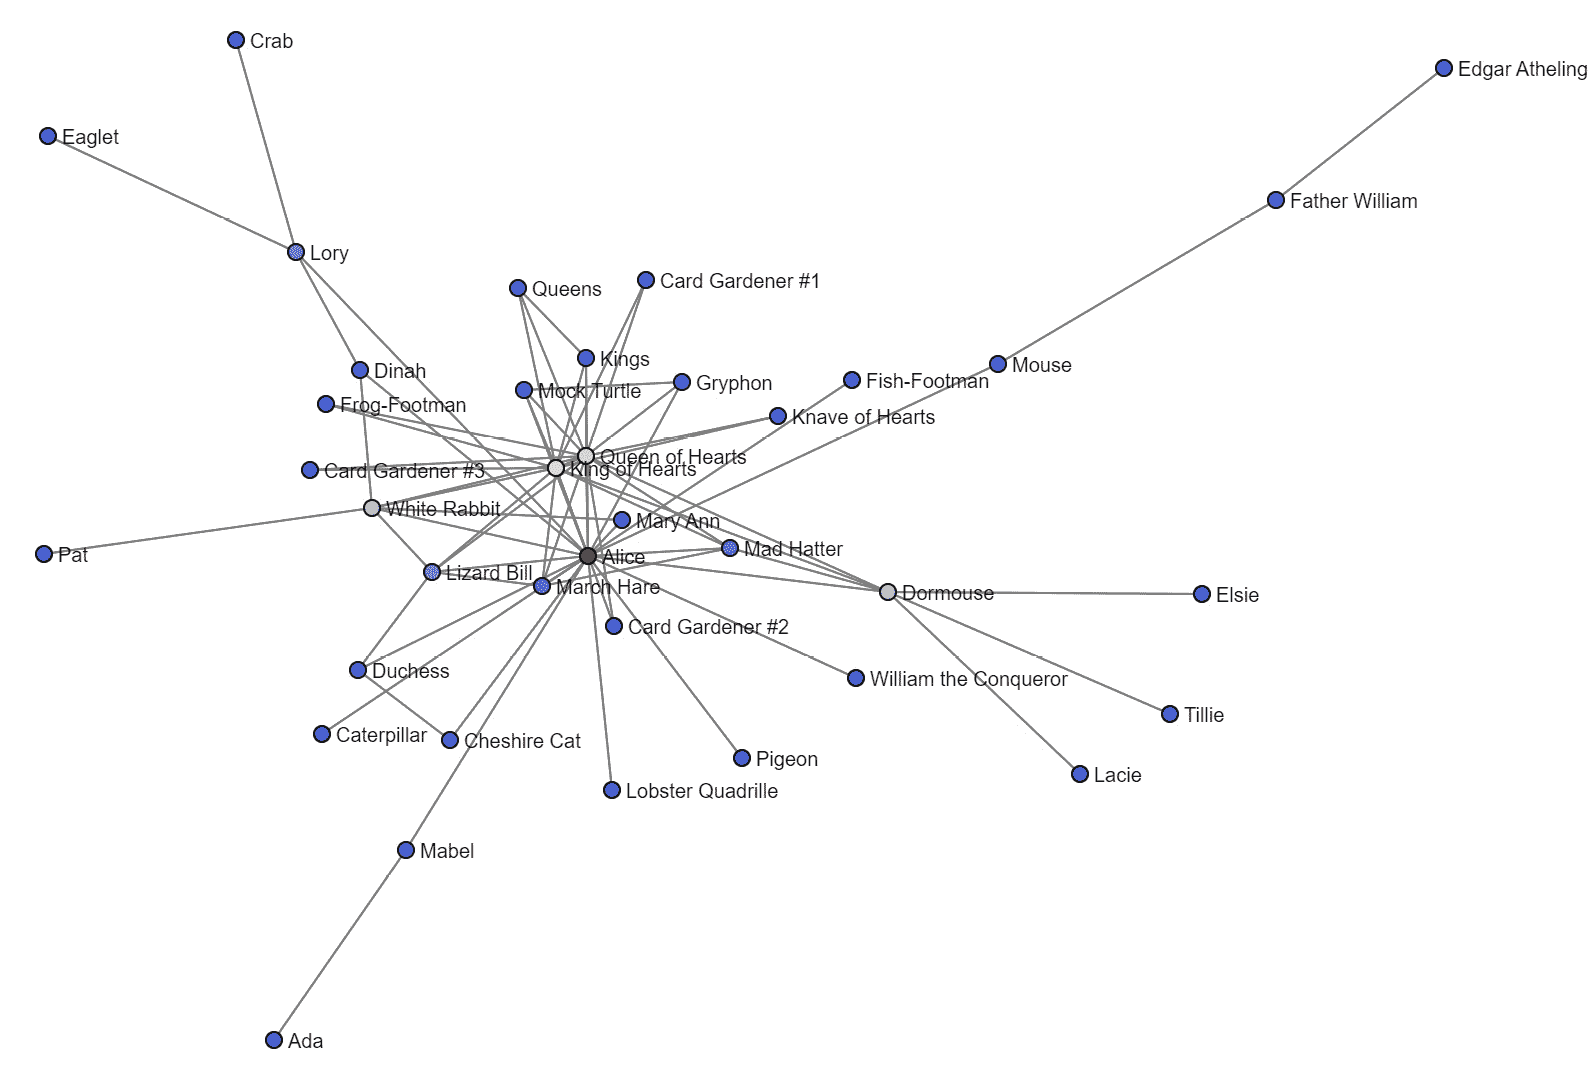 Crab
Edgar Atheling
Eaglet
Father William
Lory
Card Gardener #1
Queens
Kings
Mouse
Dinah
Fish-Footman
Gryphon
Mock Turtle
Frog-Footman
Knave of Hearts
Queen of Hearts
King of Hearts
Card Gardener #3
White Rabbit
Mary Ann
Mad Hatter
Pat
Alice
Lizard Bill
March Hare
Dormouse
Elsie
Card Gardener #2
Duchess
William the Conqueror
Tillie
Caterpillar
Cheshire Cat
Pigeon
Lacie
Lobster Quadrille
Mabel
Ada